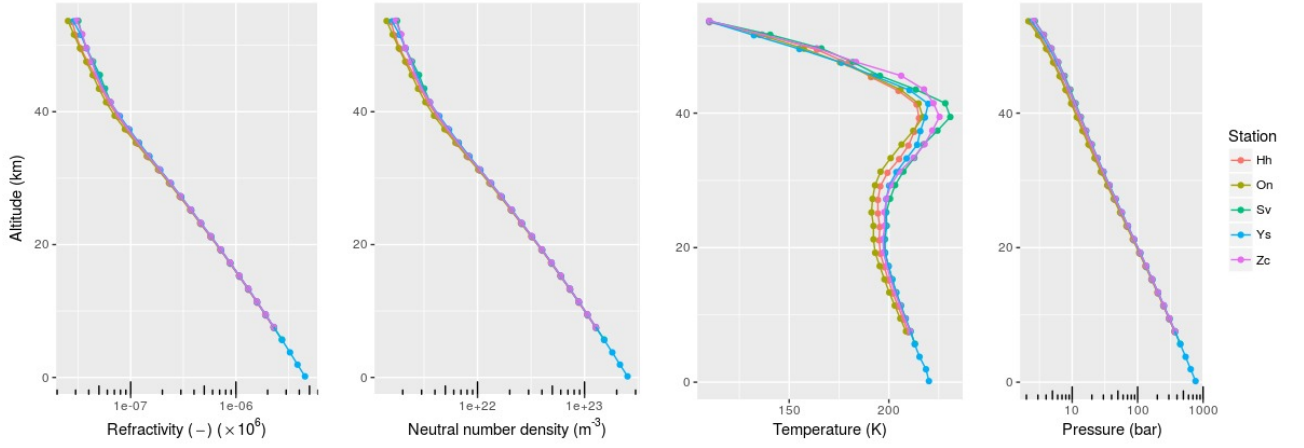 Altitude (km)
40
20
0
1e-07
1e-06
Refractivity ( − ) ( × 10⁶)
40
20
0
1e+22
1e+23
Neutral number density (m⁻³)
40
20
0
150
200
Temperature (K)
40
20
0
10
100
1000
Pressure (bar)
Station
Hh
On
Sv
Ys
Zc